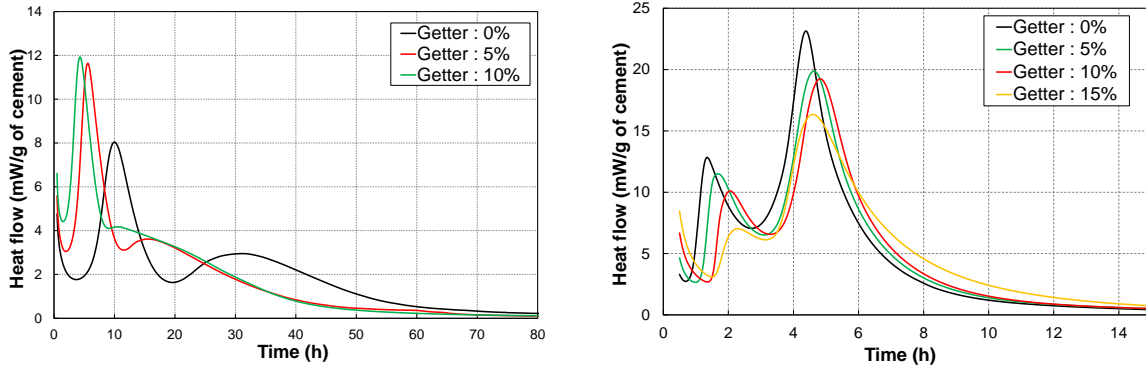 Heat flow (mW/g of cement)
14
12
10
8
6
4
2
0
Getter : 0%
Getter : 5%
Getter : 10%
0 10 20 30 40 50 60 70 80
Time (h)
Heat flow (mW/g of cement)
25
20
15
10
5
0
Getter : 0%
Getter : 5%
Getter : 10%
Getter : 15%
0 2 4 6 8 10 12 14
Time (h)